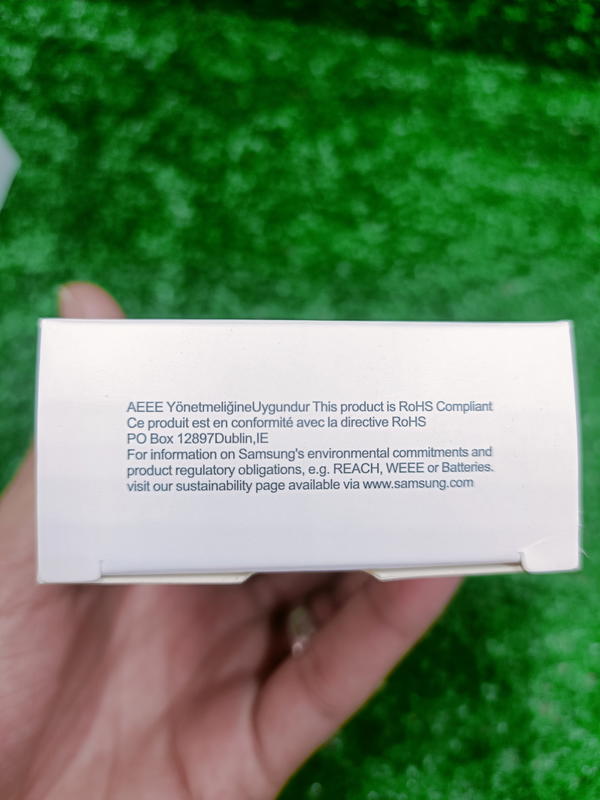 AEEE YönetmeliğineUygundur This product is RoHS Compliant
Ce produit est en conformité avec la directive RoHS
PO Box 12897Dublin,IE
For information on Samsung's environmental commitments and
product regulatory obligations, e.g. REACH, WEEE or Batteries.
visit our sustainability page available via www.samsung.com